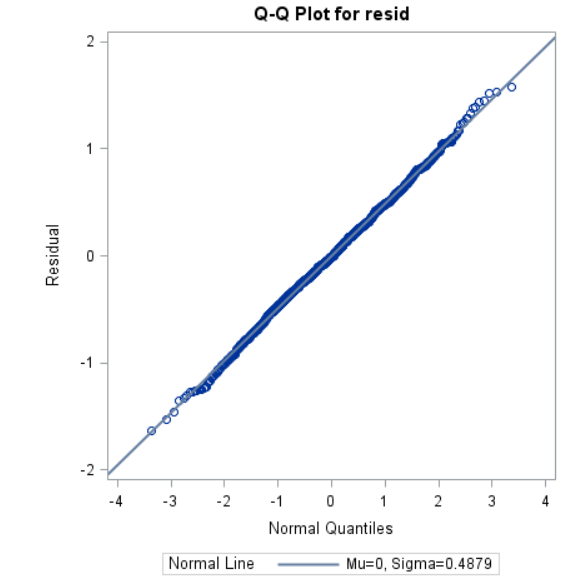 Q-Q Plot for resid
2
1
0
-1
-2
Residual
-4 -3 -2 -1 0 1 2 3 4
Normal Quantiles
Normal Line Mu=0, Sigma=0.4879